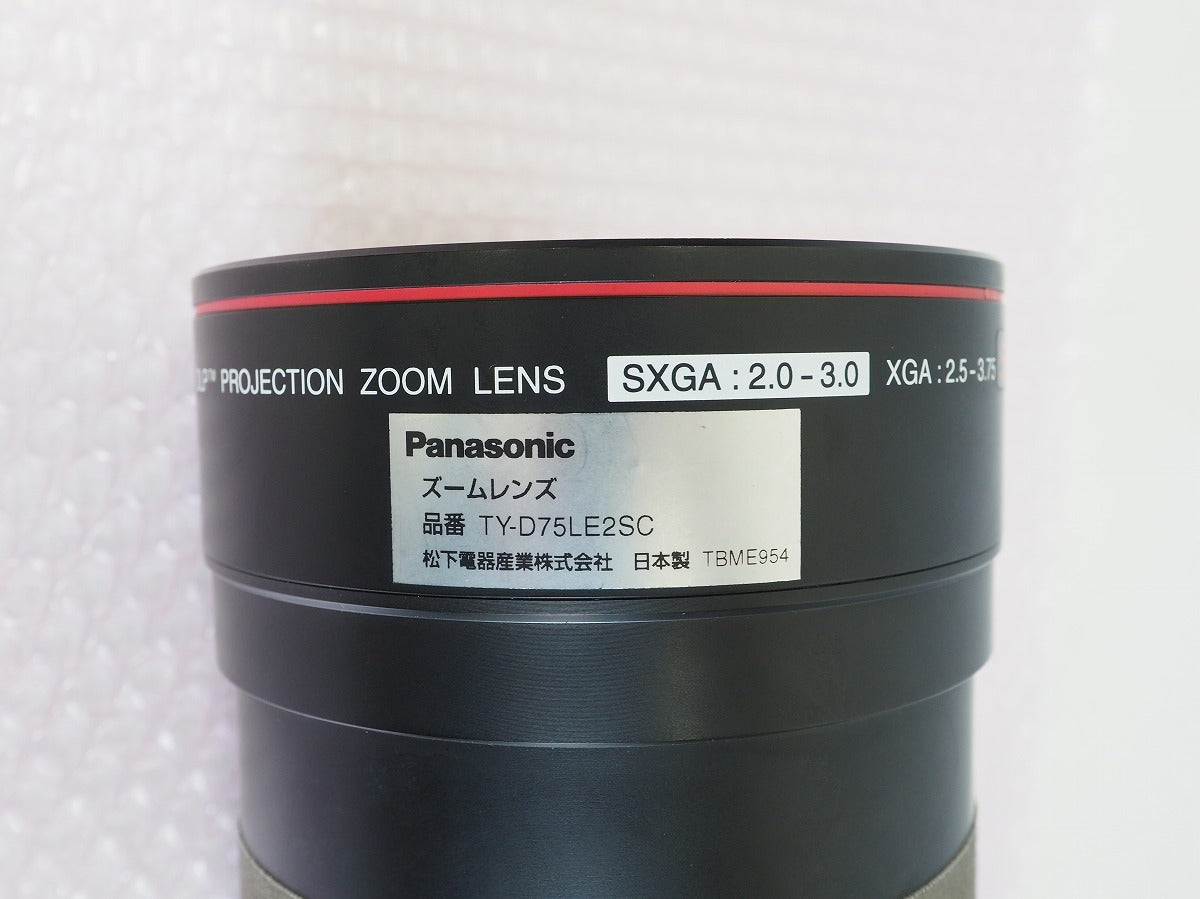 PROJECTION ZOOM LENS SXGA : 2.0 - 3.0 XGA : 2.5 - 3.75
Panasonic
ズームレンズ
品番 TY-D75LE2SC
松下電器産業株式会社 日本製 TBME954